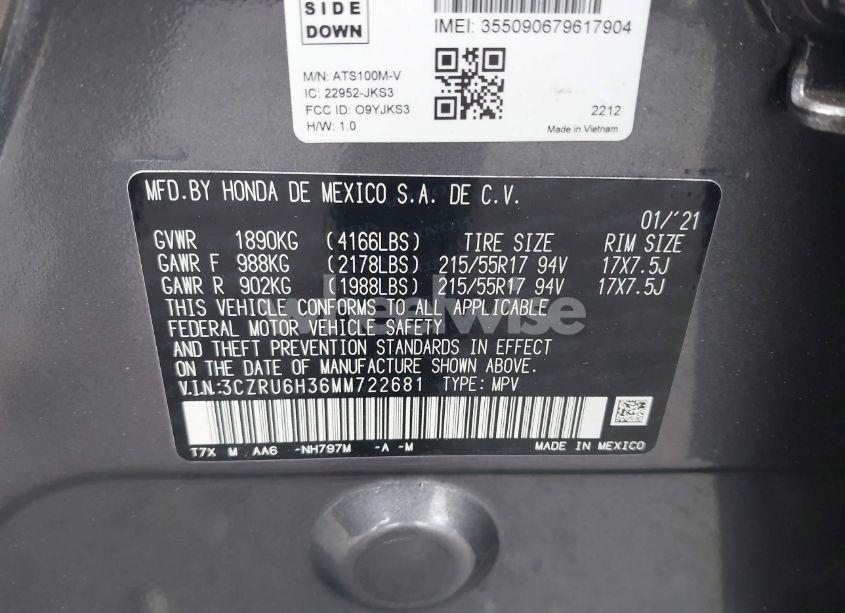 SIDE
DOWN
IMEI: 355090679617904
M/N: ATS100M-V
IC: 22952-JKS3
FCC ID: O9YJKS3
H/W: 1.0
2212
Made in Vietnam
MFD.BY HONDA DE MEXICO S.A. DE C.V.
01/'21
GVWR 1890KG (4166LBS) TIRE SIZE RIM SIZE
GAWR F 988KG (2178LBS) 215/55R17 94V 17X7.5J
GAWR R 902KG (1988LBS) 215/55R17 94V 17X7.5J
THIS VEHICLE CONFORMS TO ALL APPLICABLE
FEDERAL MOTOR VEHICLE SAFETY
AND THEFT PREVENTION STANDARDS IN EFFECT
ON THE DATE OF MANUFACTURE SHOWN ABOVE.
V.I.N.:3CZRU6H36MM722681 TYPE: MPV
T7X M AA6 -NH797M -A -M MADE IN MEXICO
wheelwise